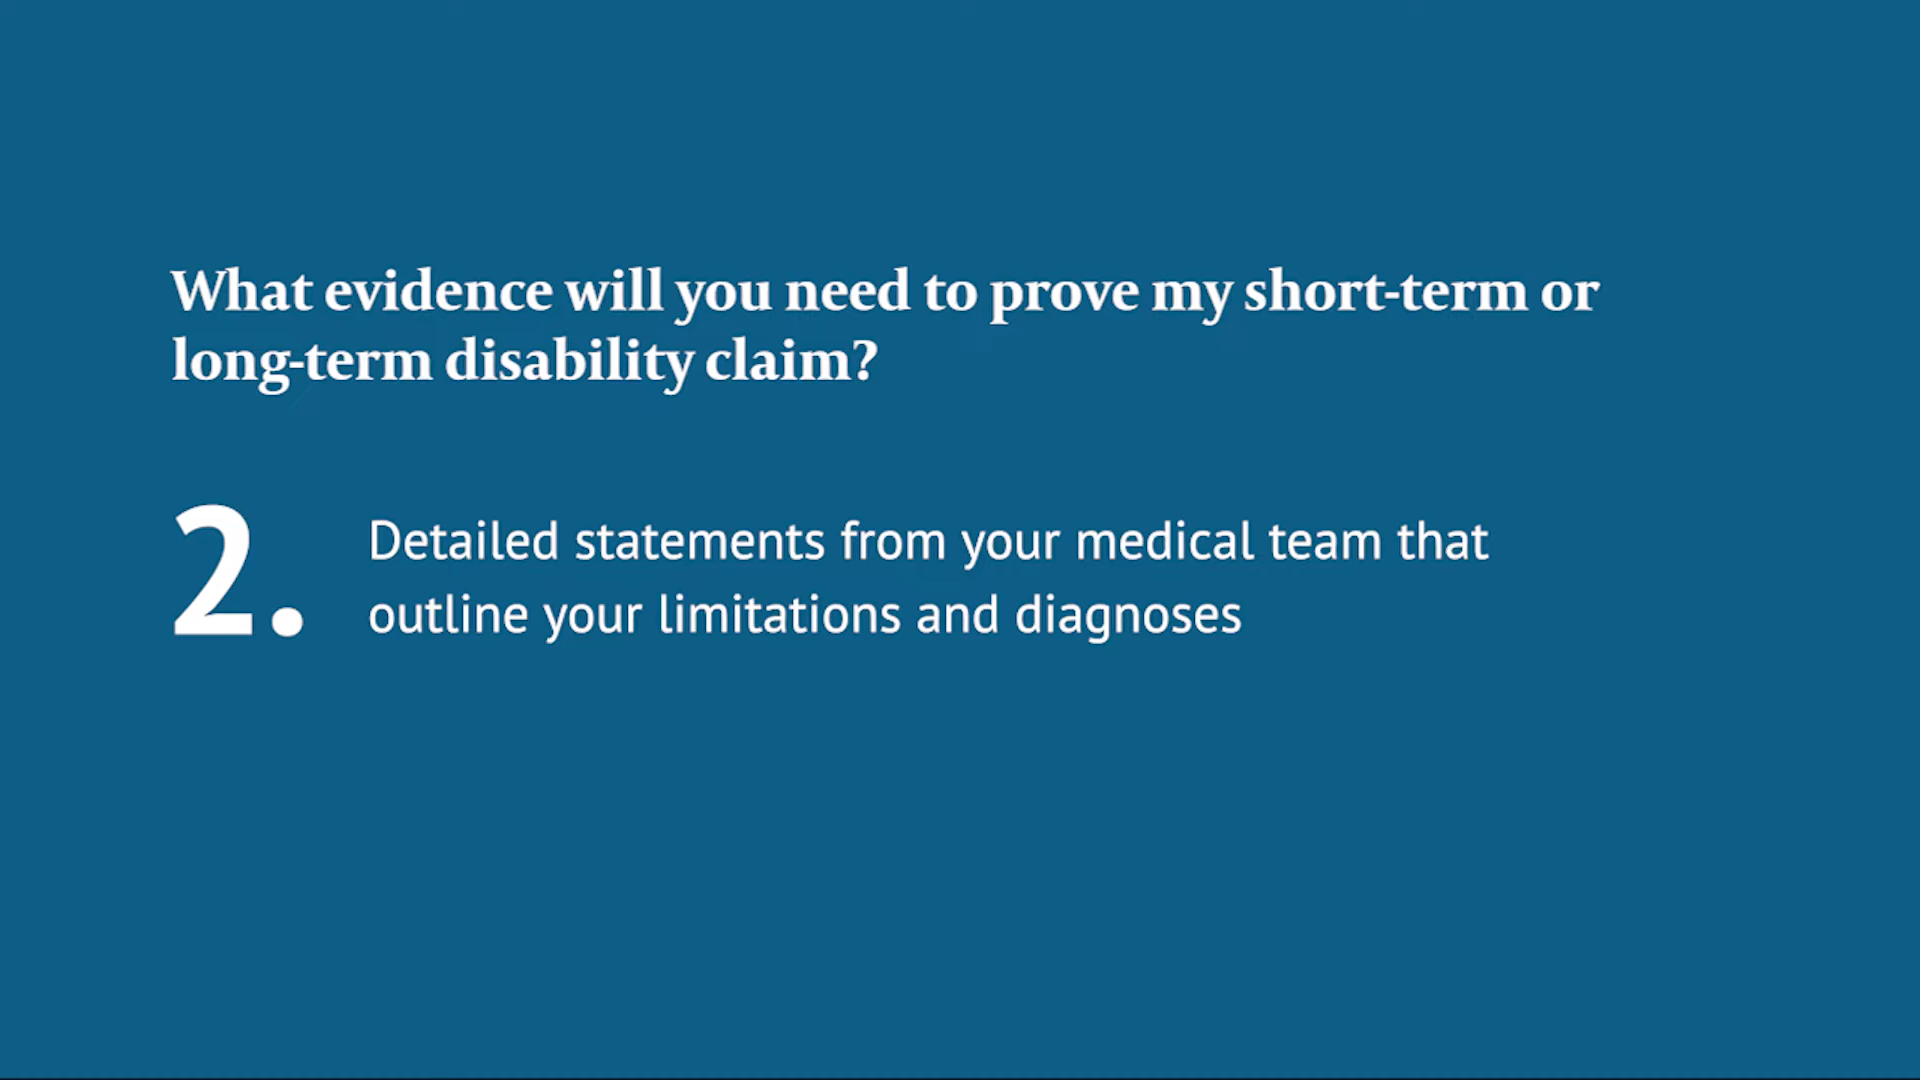 What evidence will you need to prove my short-term or
long-term disability claim?
2. Detailed statements from your medical team that
outline your limitations and diagnoses